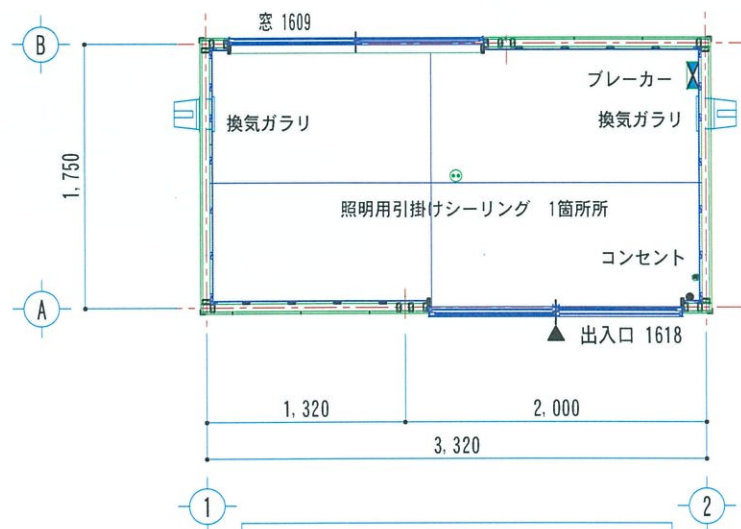 窓 1609
B
ブレーカー
換気ガラリ
換気ガラリ
1,750
照明用引掛けシーリング 1箇所所
コンセント
A
出入口 1618
1,320
2,000
3,320
1
2